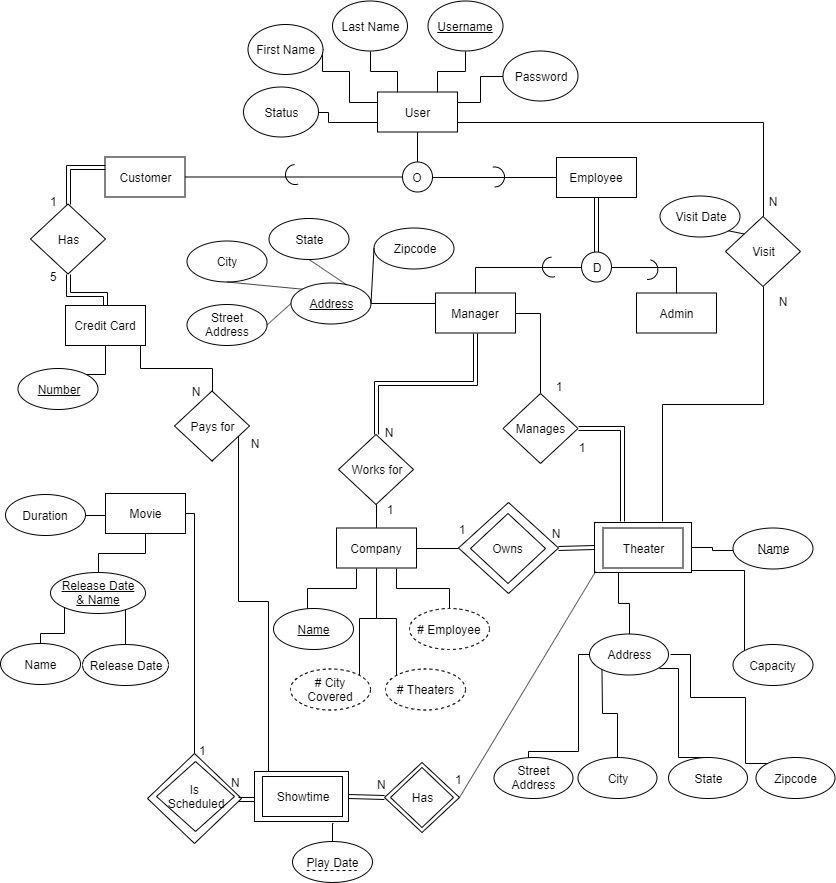 Last Name
Username
First Name
Password
Status
User
Customer
O
Employee
1
N
Visit Date
Has
State
Zipcode
City
Visit
5
D
Address
N
Street
Address
Manager
Admin
Credit Card
Number
N
1
Pays for
Manages
N
N
1
Works for
1
Duration
Movie
1
Owns
N
Company
Theater
Name
Release Date
& Name
Name
# Employee
Address
Name
Release Date
# City
Covered
# Theaters
Capacity
1
Is
Scheduled
N
Showtime
N
Has
1
Street
Address
City
State
Zipcode
Play Date